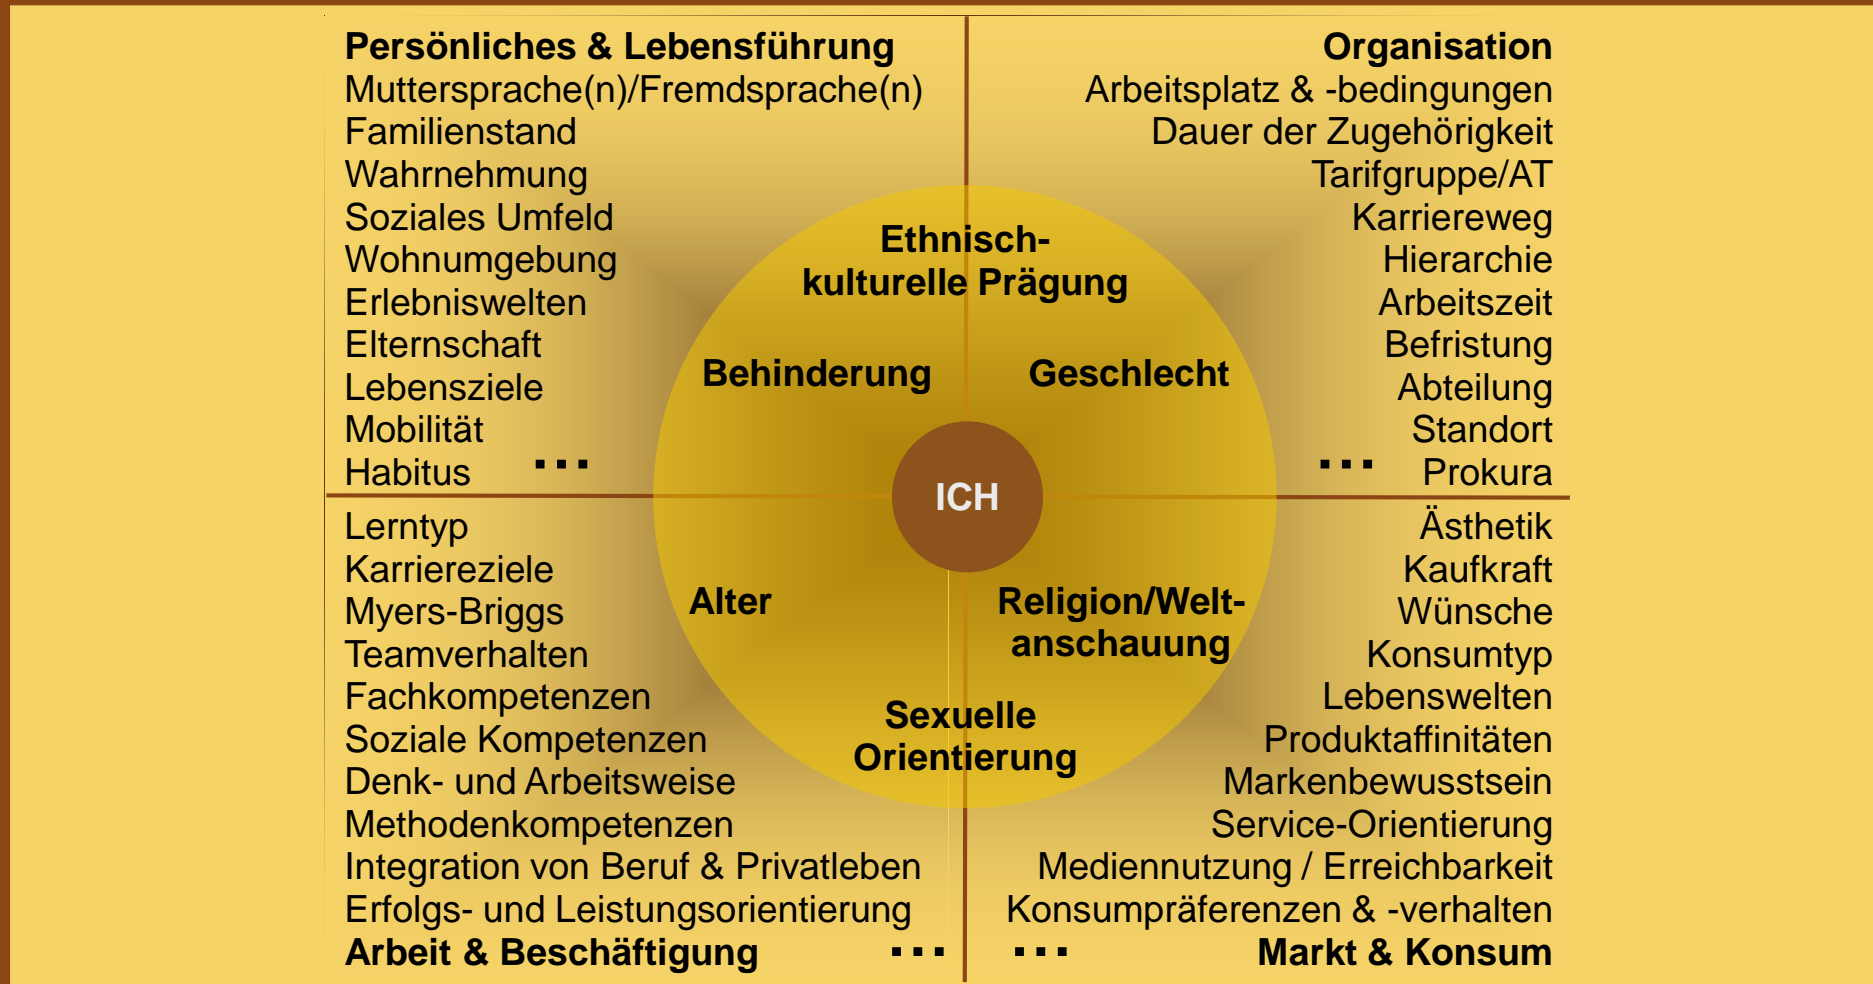 Persönliches & Lebensführung
Muttersprache(n)/Fremdsprache(n)
Familienstand
Wahrnehmung
Soziales Umfeld
Wohnumgebung
Erlebniswelten
Elternschaft
Lebensziele
Mobilität
Habitus ...
Organisation
Arbeitsplatz & -bedingungen
Dauer der Zugehörigkeit
Tarifgruppe/AT
Karriereweg
Hierarchie
Arbeitszeit
Befristung
Abteilung
Standort
... Prokura
Ethnisch-
kulturelle Prägung
Behinderung
Geschlecht
ICH
Alter
Religion/Welt-
anschauung
Sexuelle
Orientierung
Lerntyp
Karriereziele
Myers-Briggs
Teamverhalten
Fachkompetenzen
Soziale Kompetenzen
Denk- und Arbeitsweise
Methodenkompetenzen
Integration von Beruf & Privatleben
Erfolgs- und Leistungsorientierung
Arbeit & Beschäftigung ...
Ästhetik
Kaufkraft
Wünsche
Konsumtyp
Lebenswelten
Produktaffinitäten
Markenbewusstsein
Service-Orientierung
Mediennutzung / Erreichbarkeit
Konsumpräferenzen & -verhalten
... Markt & Konsum